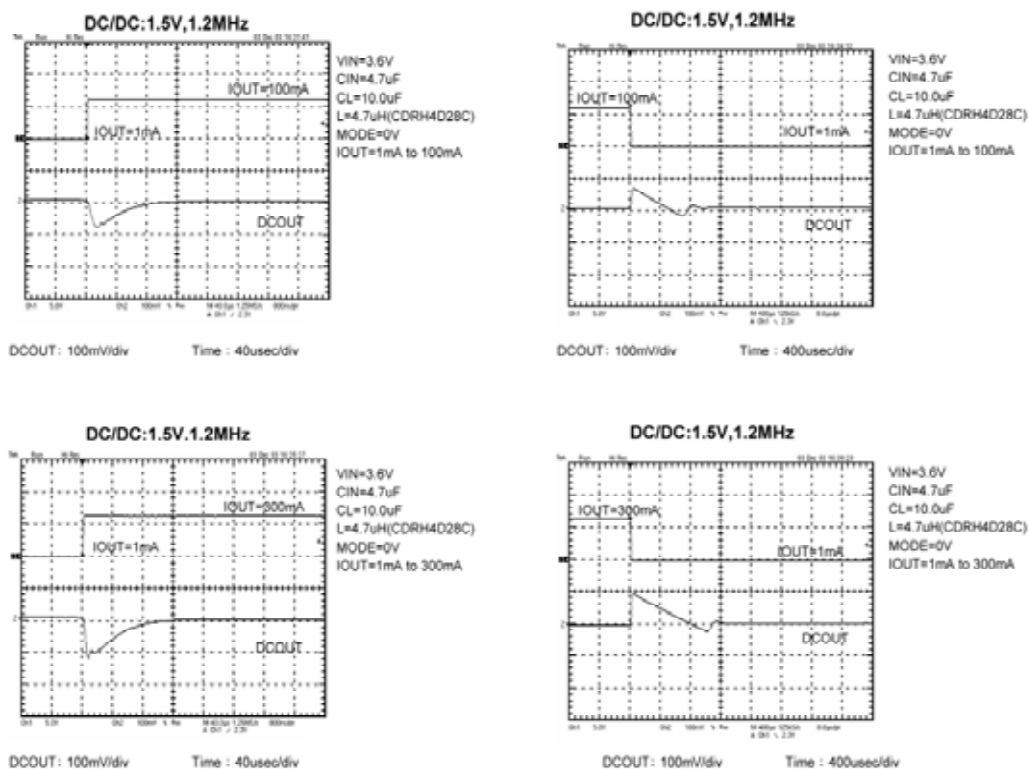 DC/DC:1.5V,1.2MHz
IOUT=100mA
IOUT=1mA
DCOUT
VIN=3.6V
CIN=4.7uF
CL=10.0uF
L=4.7uH(CDRH4D28C)
MODE=0V
IOUT=1mA to 100mA
DCOUT: 100mV/div Time : 40usec/div
DC/DC:1.5V,1.2MHz
IOUT=100mA
IOUT=1mA
DCOUT
VIN=3.6V
CIN=4.7uF
CL=10.0uF
L=4.7uH(CDRH4D28C)
MODE=0V
IOUT=1mA to 100mA
DCOUT: 100mV/div Time : 400usec/div
DC/DC:1.5V.1.2MHz
IOUT=300mA
IOUT=1mA
DCOUT
VIN=3.6V
CIN=4.7uF
CL=10.0uF
L=4.7uH(CDRH4D28C)
MODE=0V
IOUT=1mA to 300mA
DCOUT: 100mV/div Time : 40usec/div
DC/DC:1.5V,1.2MHz
IOUT=300mA
IOUT=1mA
DCOUT
VIN=3.6V
CIN=4.7uF
CL=10.0uF
L=4.7uH(CDRH4D28C)
MODE=0V
IOUT=1mA to 300mA
DCOUT: 100mV/div Time : 400usec/div